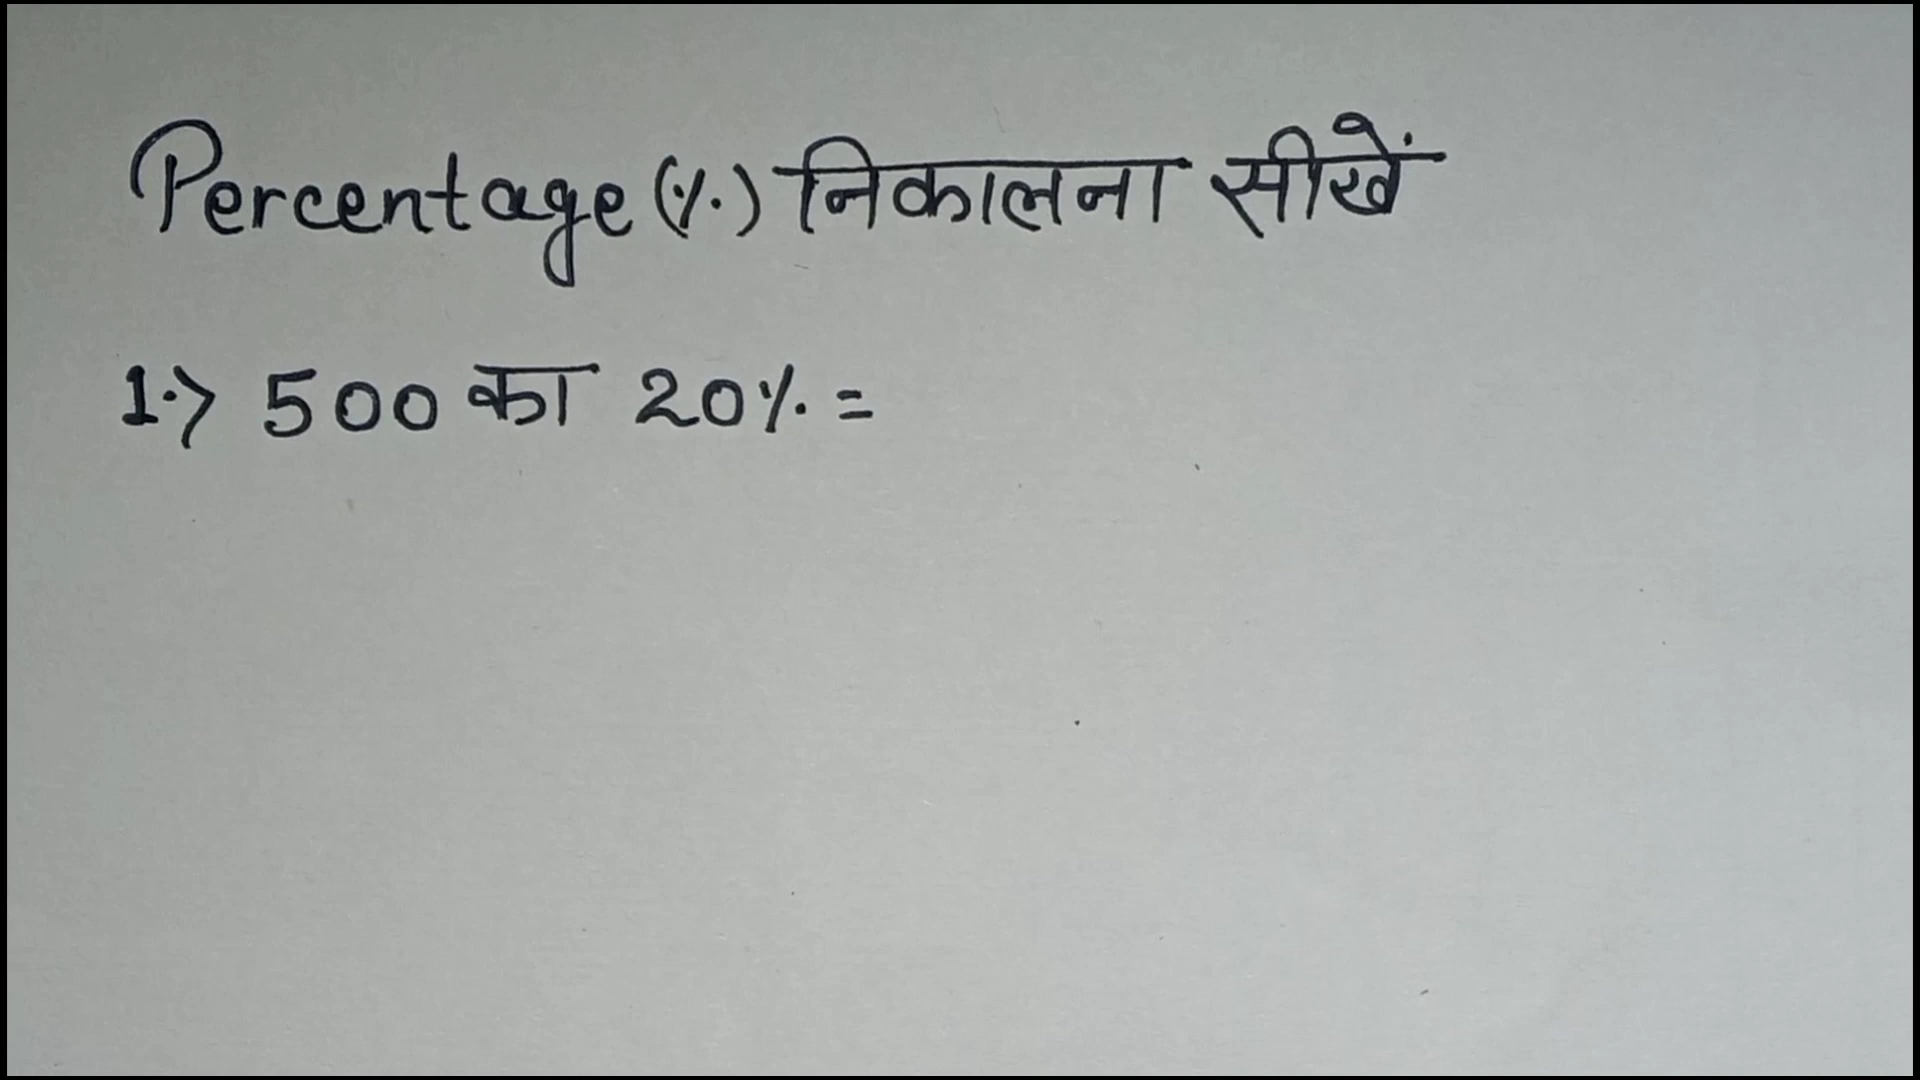 Percentage (%) निकालना सीखें
1.> 500 का 20% =